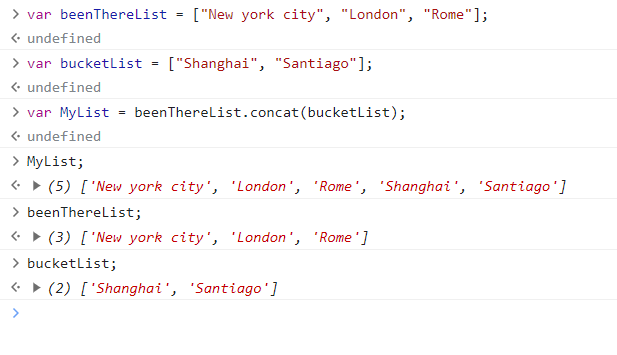 > var beenThereList = ["New york city", "London", "Rome"];
< undefined
> var bucketList = ["Shanghai", "Santiago"];
< undefined
> var MyList = beenThereList.concat(bucketList);
< undefined
> MyList;
< ▶ (5) ['New york city', 'London', 'Rome', 'Shanghai', 'Santiago']
> beenThereList;
< ▶ (3) ['New york city', 'London', 'Rome']
> bucketList;
< ▶ (2) ['Shanghai', 'Santiago']
>